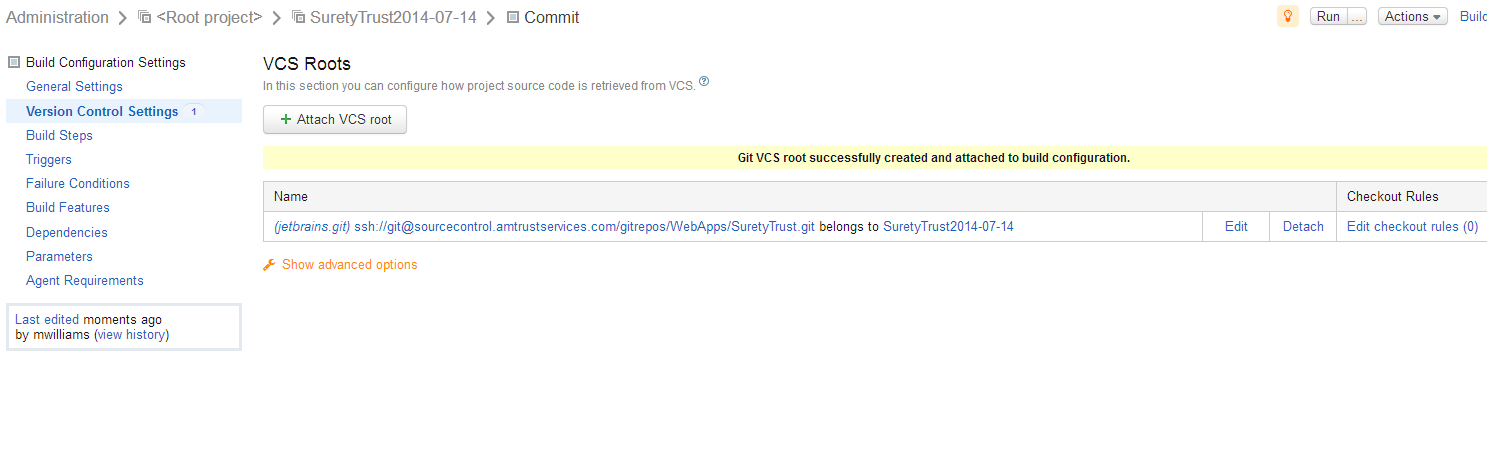 Administration > <Root project> > SuretyTrust2014-07-14 > Commit
Run ... Actions Build
Build Configuration Settings
General Settings
Version Control Settings 1
Build Steps
Triggers
Failure Conditions
Build Features
Dependencies
Parameters
Agent Requirements
Last edited moments ago
by mwilliams (view history)
VCS Roots
In this section you can configure how project source code is retrieved from VCS. ?
+ Attach VCS root
Git VCS root successfully created and attached to build configuration.
Name Checkout Rules
(jetbrains.git) ssh://git@sourcecontrol.amtrustservices.com/gitrepos/WebApps/SuretyTrust.git belongs to SuretyTrust2014-07-14 Edit Detach Edit checkout rules (0)
Show advanced options